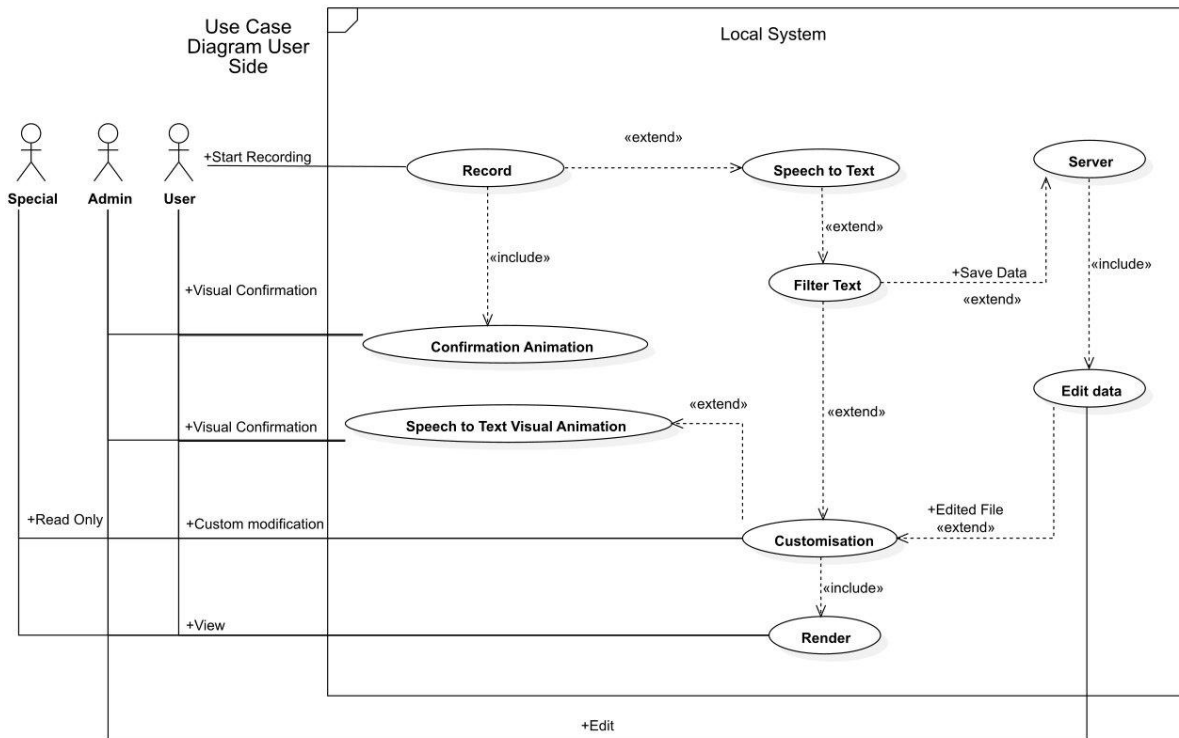 Use Case
Diagram User
Side
Local System
Special
Admin
User
+Start Recording
Record
«extend»
Speech to Text
Server
«include»
«extend»
Filter Text
+Save Data
«extend»
«include»
+Visual Confirmation
Confirmation Animation
Edit data
+Visual Confirmation
Speech to Text Visual Animation
«extend»
«extend»
+Read Only
+Custom modification
Customisation
+Edited File
«extend»
«include»
+View
Render
+Edit